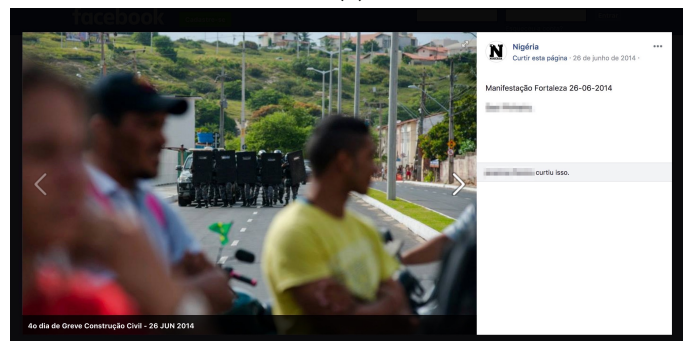 facebook
N
Nigéria
Curtir esta página · 26 de junho de 2014 ·
Manifestação Fortaleza 26-06-2014
curtiu isso.
4o dia de Greve Construção Civil - 26 JUN 2014